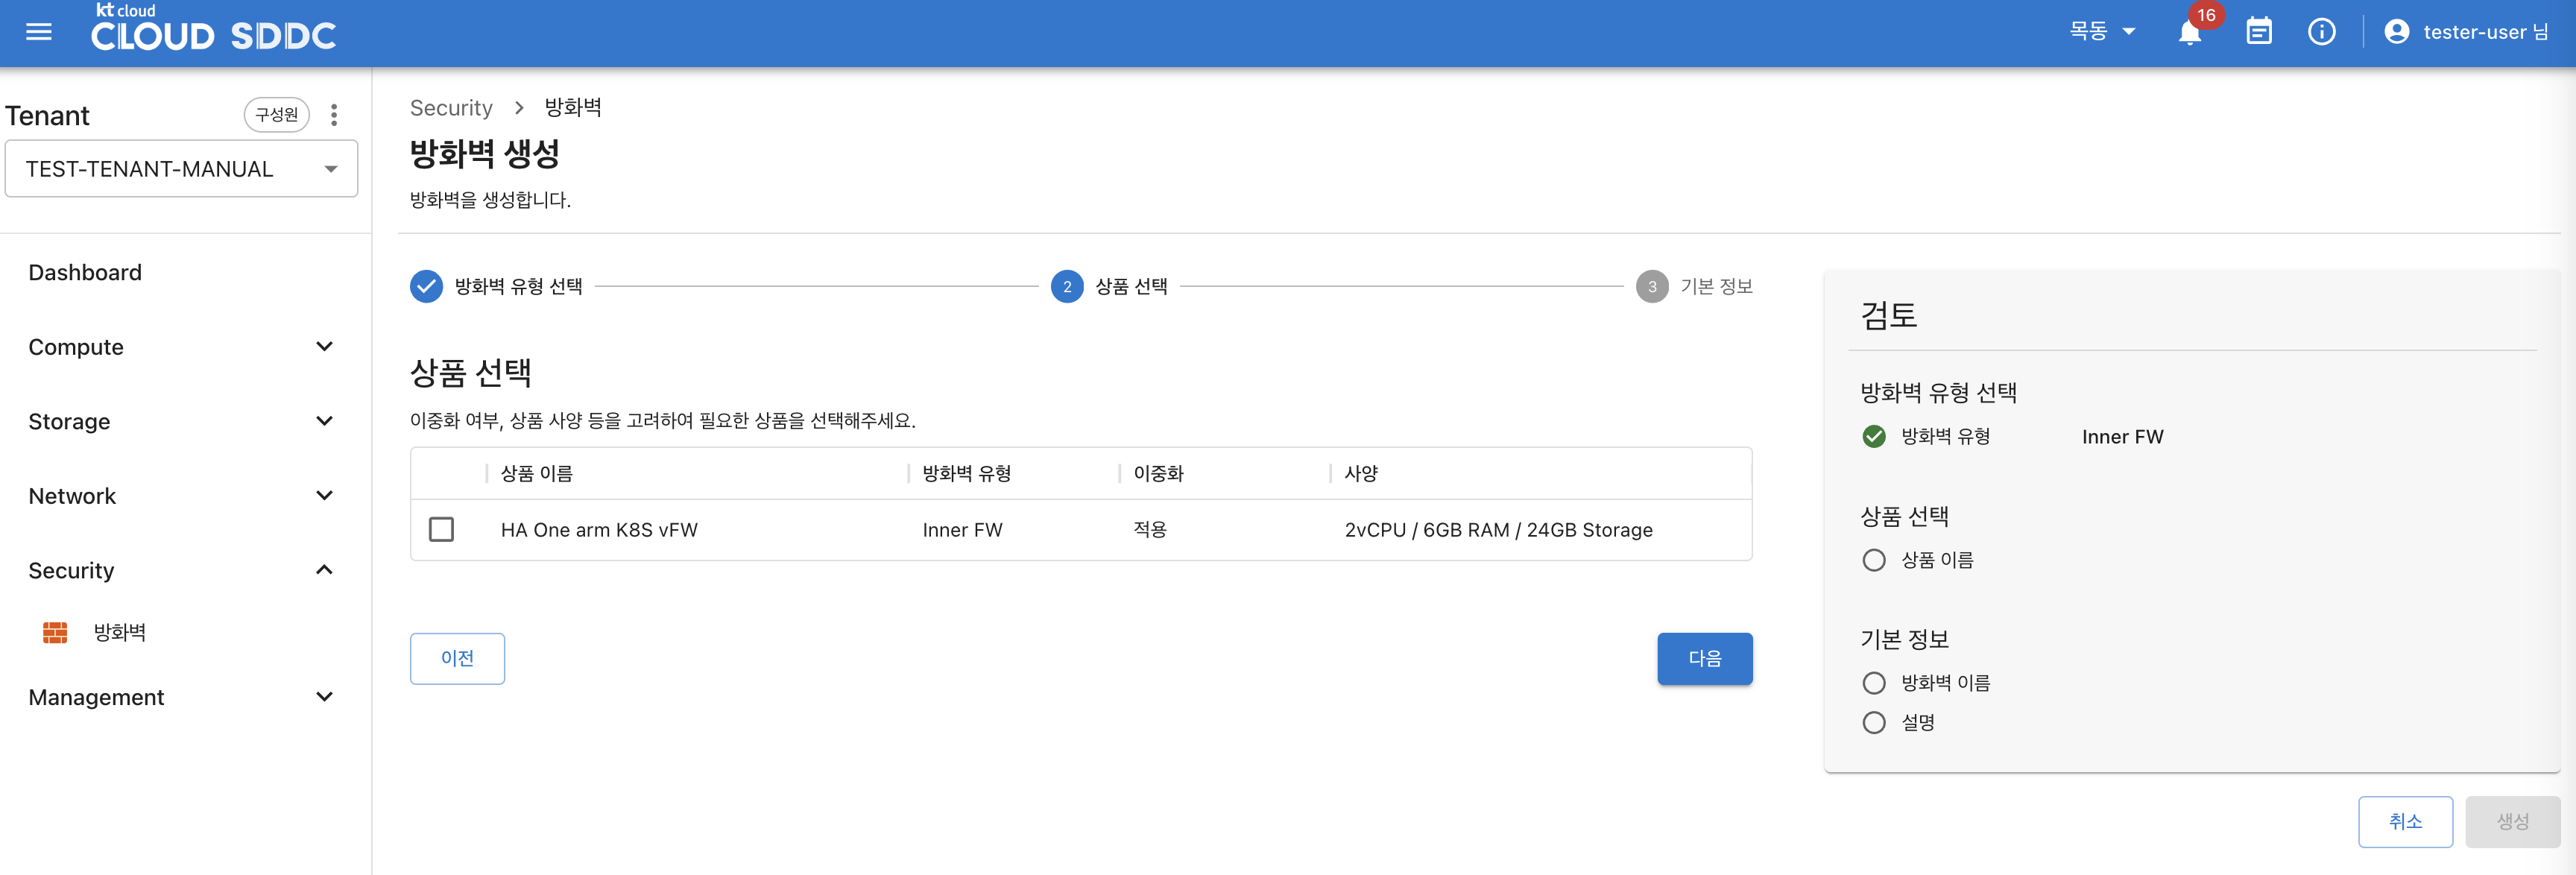 kt cloud
CLOUD SDDC
목동
16
tester-user 님
Tenant
구성원
TEST-TENANT-MANUAL
Dashboard
Compute
Storage
Network
Security
방화벽
Management
Security > 방화벽
방화벽 생성
방화벽을 생성합니다.
방화벽 유형 선택
2 상품 선택
3 기본 정보
상품 선택
이중화 여부, 상품 사양 등을 고려하여 필요한 상품을 선택해주세요.
상품 이름 방화벽 유형 이중화 사양
HA One arm K8S vFW Inner FW 적용 2vCPU / 6GB RAM / 24GB Storage
이전
다음
검토
방화벽 유형 선택
방화벽 유형 Inner FW
상품 선택
상품 이름
기본 정보
방화벽 이름
설명
취소
생성